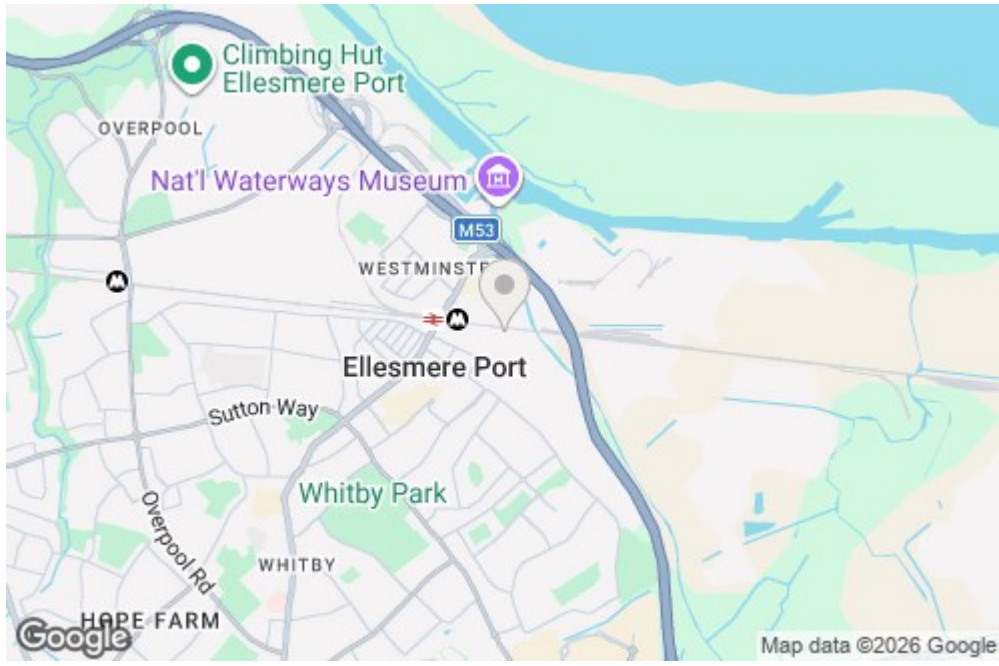 Climbing Hut
Ellesmere Port
OVERPOOL
Nat'l Waterways Museum
M53
WESTMINSTE
Ellesmere Port
Sutton Way
Whitby Park
Overpool Rd
WHITBY
HOPE FARM
Google
Map data ©2026 Google